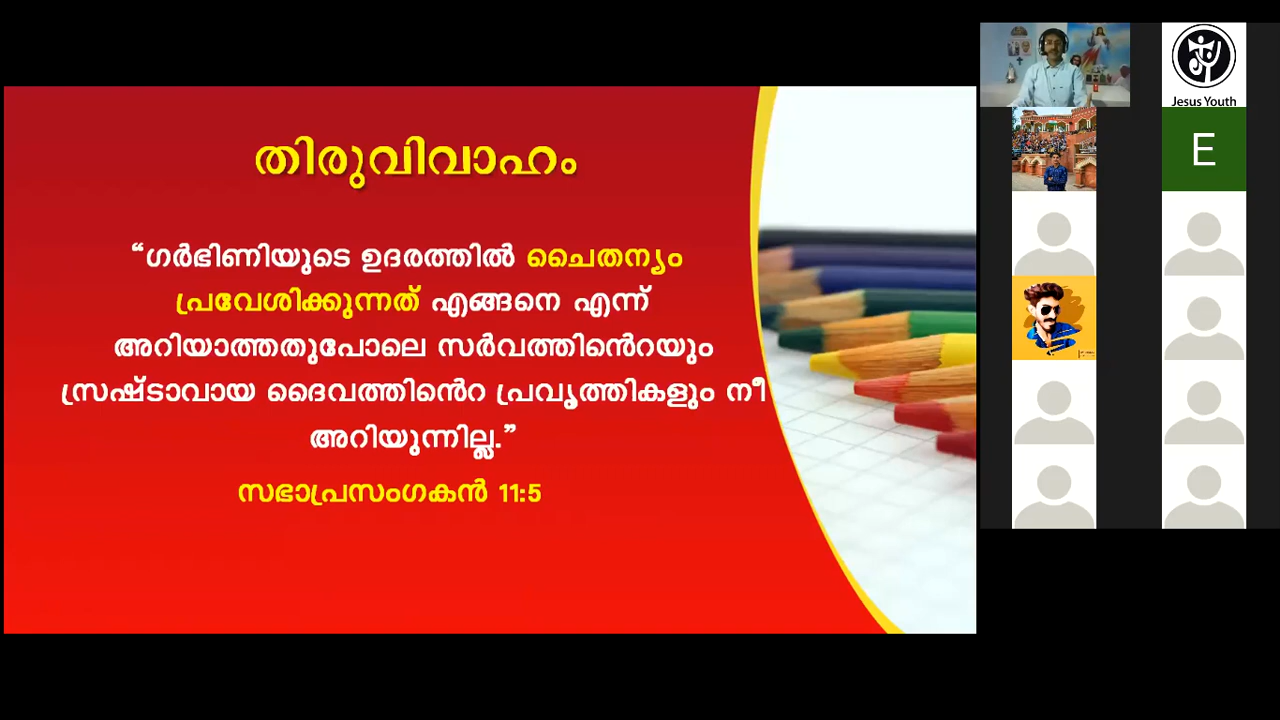 തിരുവിവാഹം
“ഗർഭിണിയുടെ ഉദരത്തിൽ ചൈതന്യം
പ്രവേശിക്കുന്നത് എങ്ങനെ എന്ന്
അറിയാത്തതുപോലെ സർവത്തിൻെറയും
സ്രഷ്ടാവായ ദൈവത്തിൻെറ പ്രവൃത്തികളും നീ
അറിയുന്നില്ല.”
സഭാപ്രസംഗകൻ 11:5
Jesus Youth
E